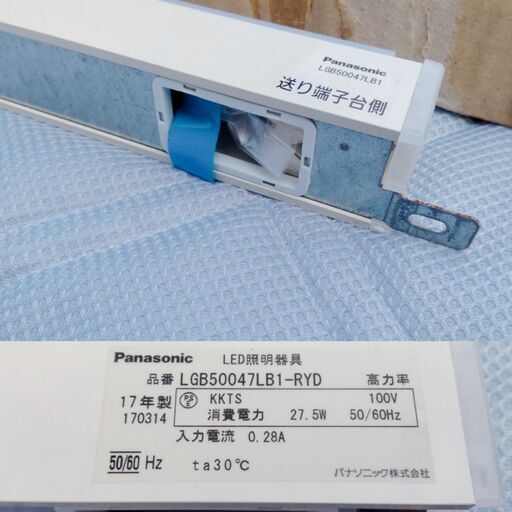 Panasonic
LGB50047LB1
送り端子台側
Panasonic LED照明器具
品番 LGB50047LB1-RYD 高力率
17年製 PSE KKTS 100V
170314 消費電力 27.5W 50/60Hz
入力電流 0.28A
50/60 Hz ta30℃
パナソニック株式会社